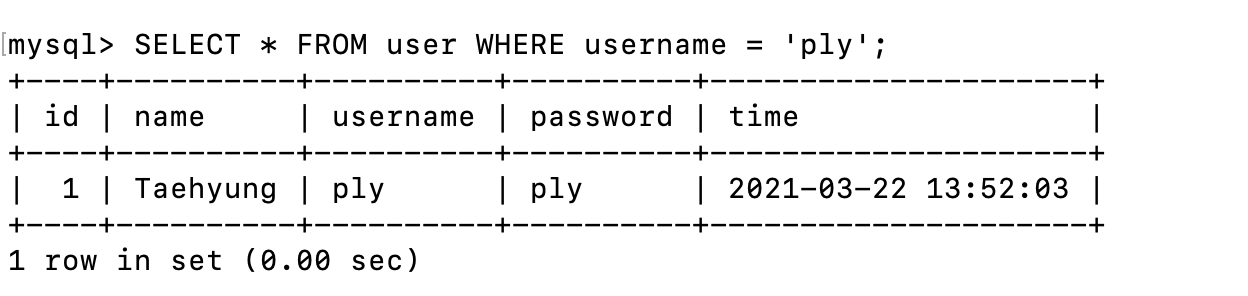 mysql> SELECT * FROM user WHERE username = 'ply';
+----+----------+----------+----------+---------------------+
| id | name     | username | password | time                |
+----+----------+----------+----------+---------------------+
|  1 | Taehyung | ply      | ply      | 2021-03-22 13:52:03 |
+----+----------+----------+----------+---------------------+
1 row in set (0.00 sec)